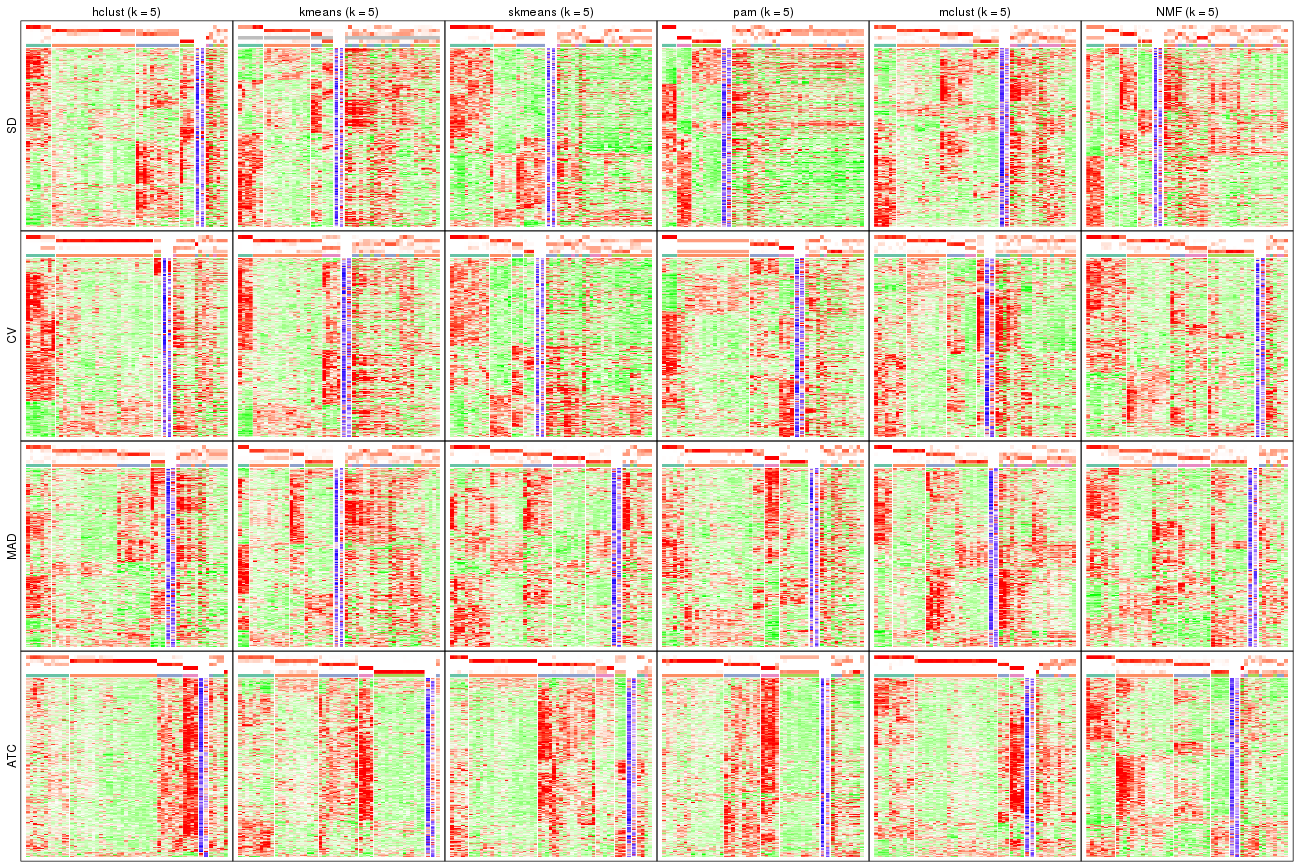 hclust (k = 5) kmeans (k = 5) skmeans (k = 5) pam (k = 5) mclust (k = 5) NMF (k = 5)
SD
CV
MAD
ATC